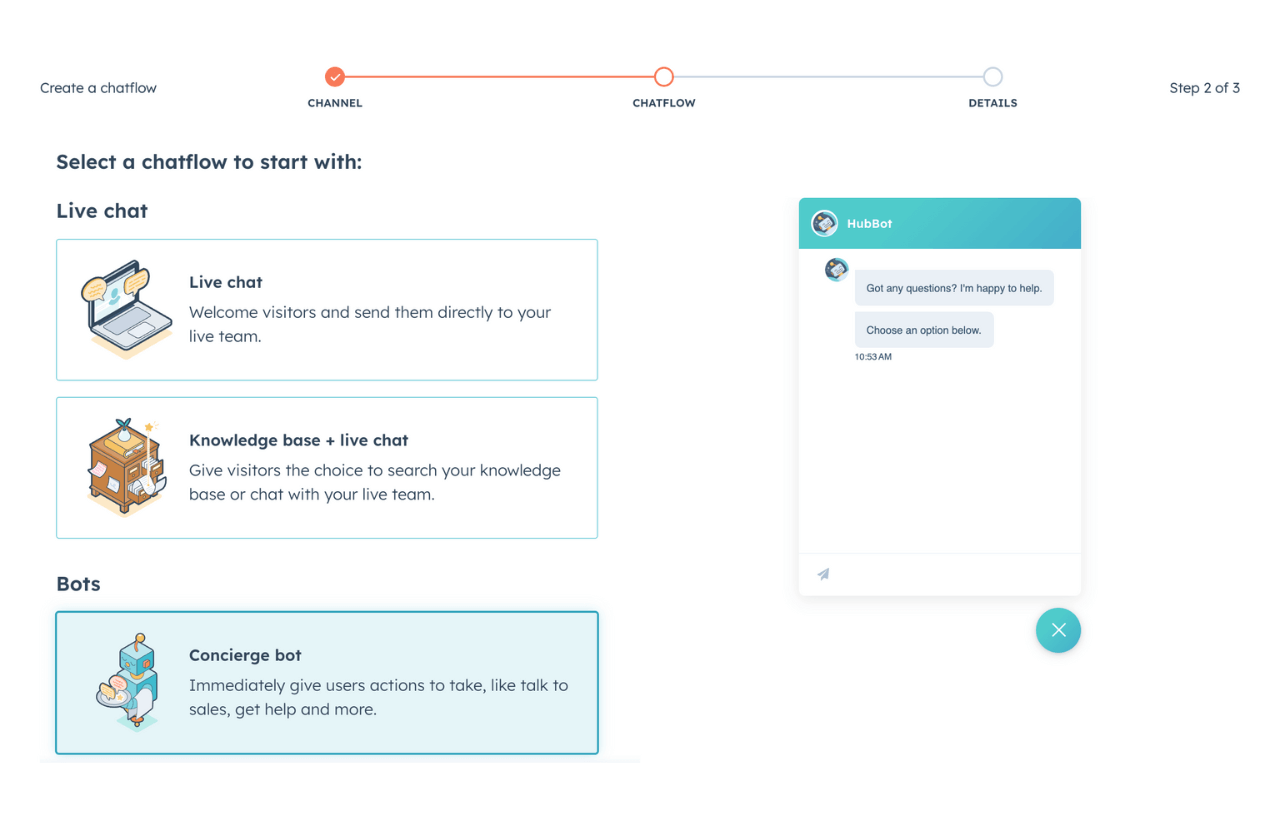 Create a chatflow
CHANNEL
CHATFLOW
DETAILS
Step 2 of 3
Select a chatflow to start with:
Live chat
Live chat
Welcome visitors and send them directly to your
live team.
Knowledge base + live chat
Give visitors the choice to search your knowledge
base or chat with your live team.
Bots
Concierge bot
Immediately give users actions to take, like talk to
sales, get help and more.
HubBot
Got any questions? I'm happy to help.
Choose an option below.
10:53 AM